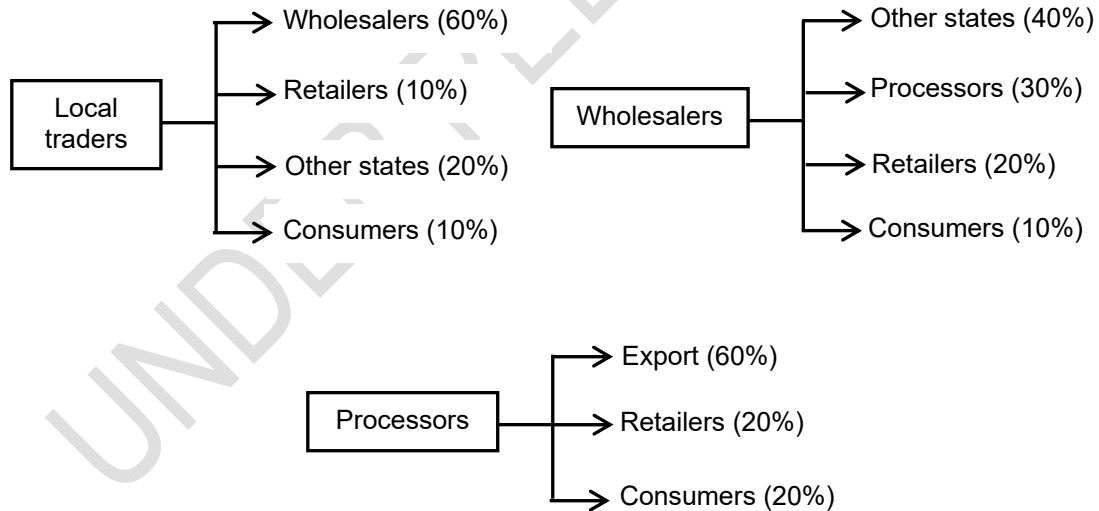 Local
traders
Wholesalers (60%)
Retailers (10%)
Other states (20%)
Consumers (10%)
Wholesalers
Other states (40%)
Processors (30%)
Retailers (20%)
Consumers (10%)
Processors
Export (60%)
Retailers (20%)
Consumers (20%)